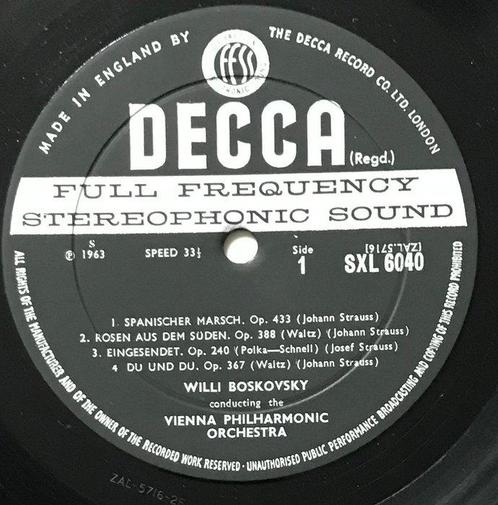 MADE IN ENGLAND BY
THE DECCA RECORD CO. LTD. LONDON
FFSS
DECCA (Regd.)
FULL FREQUENCY
STEREOPHONIC SOUND
S
℗ 1963
SPEED 33⅓
Side
1
(ZAL.5716)
SXL 6040
1. SPANISCHER MARSCH. Op. 433 (Johann Strauss)
2. ROSEN AUS DEM SÜDEN. Op. 388 (Waltz) (Johann Strauss)
3. EINGESENDET. Op. 240 (Polka—Schnell) (Josef Strauss)
4 DU UND DU. Op. 367 (Waltz) (Johann Strauss)
WILLI BOSKOVSKY
conducting the
VIENNA PHILHARMONIC
ORCHESTRA
ALL RIGHTS OF THE MANUFACTURER AND OF THE OWNER OF THE RECORDED WORK RESERVED · UNAUTHORISED PUBLIC PERFORMANCE BROADCASTING AND COPYING OF THIS RECORD PROHIBITED
ZAL-5716-2